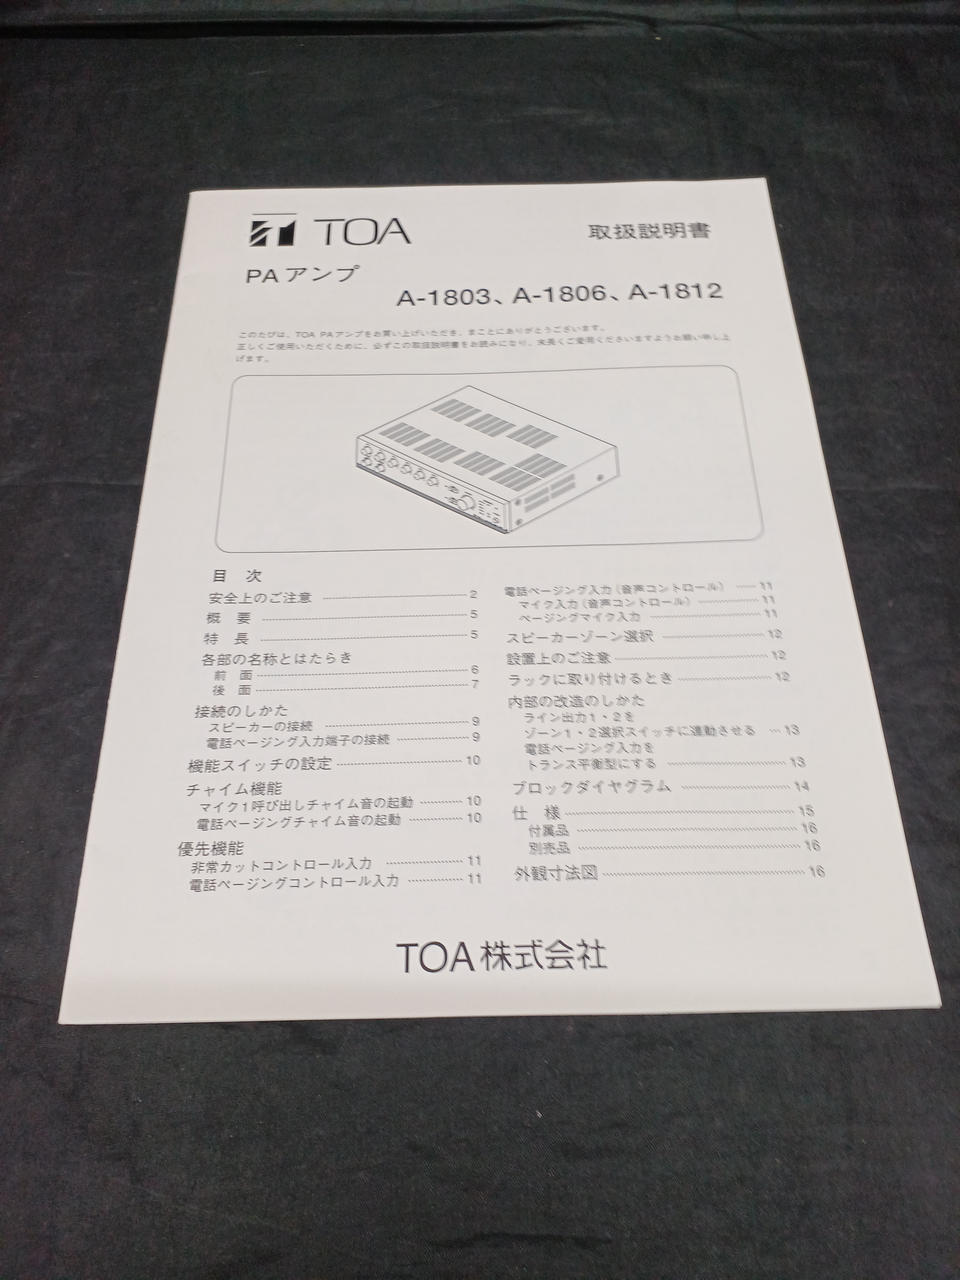 TOA
取扱説明書
PAアンプ
A-1803、A-1806、A-1812
このたびは、TOA PAアンプをお買い上げいただき、まことにありがとうございます。
正しくご使用いただくために、必ずこの取扱説明書をお読みになり、末長くご愛用くださいますようお願い申し上
げます。
目 次
安全上のご注意 2
概 要 5
特 長 5
各部の名称とはたらき
前 面 6
後 面 7
接続のしかた
スピーカーの接続 9
電話ページング入力端子の接続 9
機能スイッチの設定 10
チャイム機能
マイク1呼び出しチャイム音の起動 10
電話ページングチャイム音の起動 10
優先機能
非常カットコントロール入力 11
電話ページングコントロール入力 11
電話ページング入力(音声コントロール) 11
マイク入力(音声コントロール) 11
ページングマイク入力 11
スピーカーゾーン選択 12
設置上のご注意 12
ラックに取り付けるとき 12
内部の改造のしかた
ライン出力1・2を
ゾーン1・2選択スイッチに連動させる 13
電話ページング入力を
トランス平衡型にする 13
ブロックダイヤグラム 14
仕 様 15
付属品 16
別売品 16
外観寸法図 16
TOA株式会社